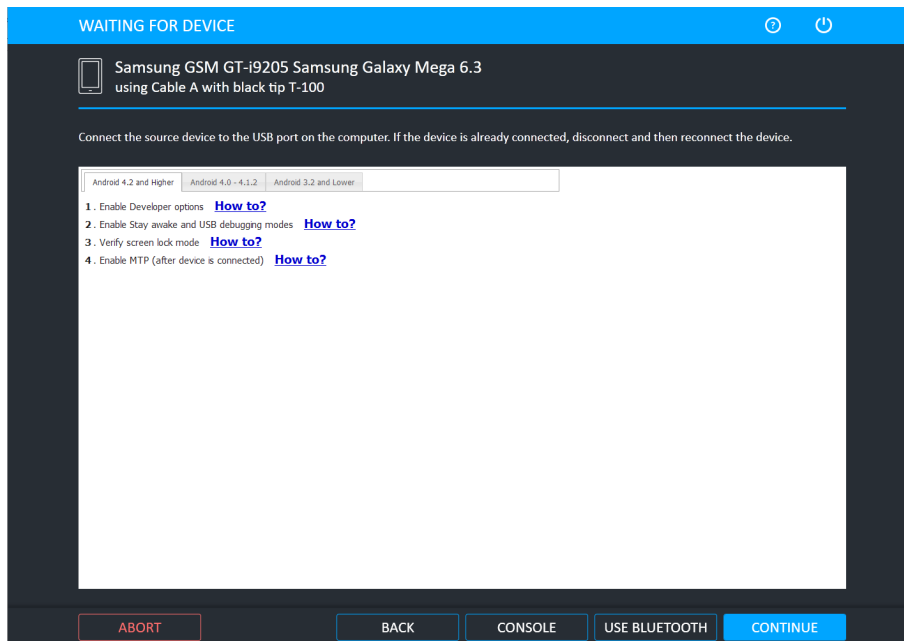 WAITING FOR DEVICE
Samsung GSM GT-i9205 Samsung Galaxy Mega 6.3
using Cable A with black tip T-100
Connect the source device to the USB port on the computer. If the device is already connected, disconnect and then reconnect the device.
Android 4.2 and Higher Android 4.0 - 4.1.2 Android 3.2 and Lower
1 . Enable Developer options How to?
2 . Enable Stay awake and USB debugging modes How to?
3 . Verify screen lock mode How to?
4 . Enable MTP (after device is connected) How to?
ABORT BACK CONSOLE USE BLUETOOTH CONTINUE